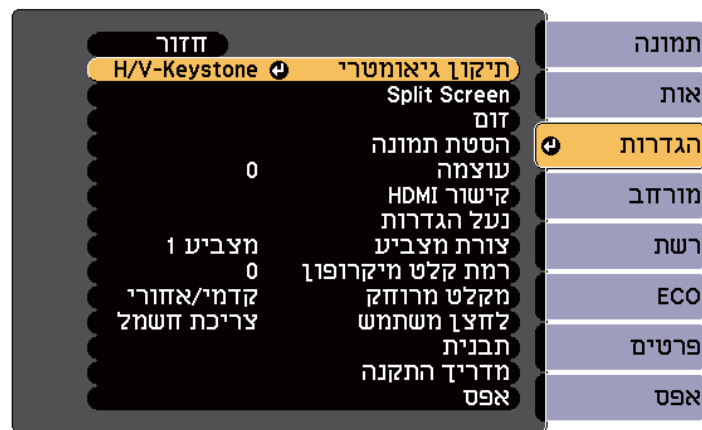 חזור
תיקון גיאומטרי H/V-Keystone
Split Screen
זום
הסטת תמונה
עוצמה 0
קישור HDMI
נעל הגדרות
צורת מצביע מצביע 1
רמת קלט מיקרופון 0
מקלט מרוחק קדמי/אחורי
לחצן משתמש צריכת חשמל
תבנית
מדריך התקנה
אפס
תמונה
אות
הגדרות
מורחב
רשת
ECO
פרטים
אפס